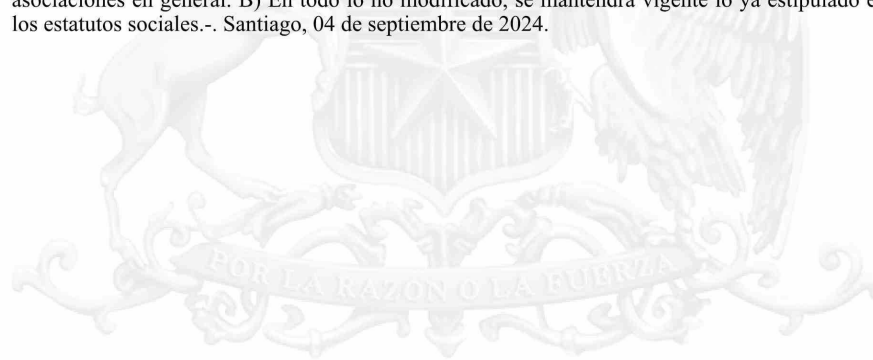 asociaciones en general. B) En todo lo no modificado, se mantendrá vigente lo ya estipulado e
los estatutos sociales.-. Santiago, 04 de septiembre de 2024.
POR LA RAZON O LA FUERZA